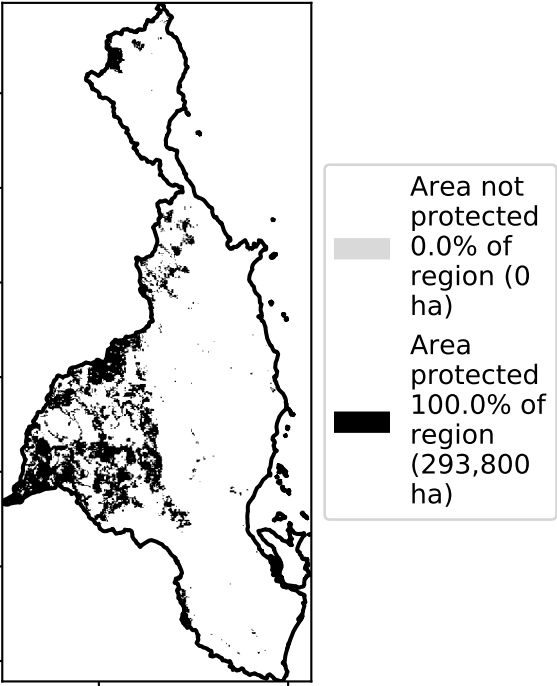 Area not
protected
0.0% of
region (0
ha)
Area
protected
100.0% of
region
(293,800
ha)